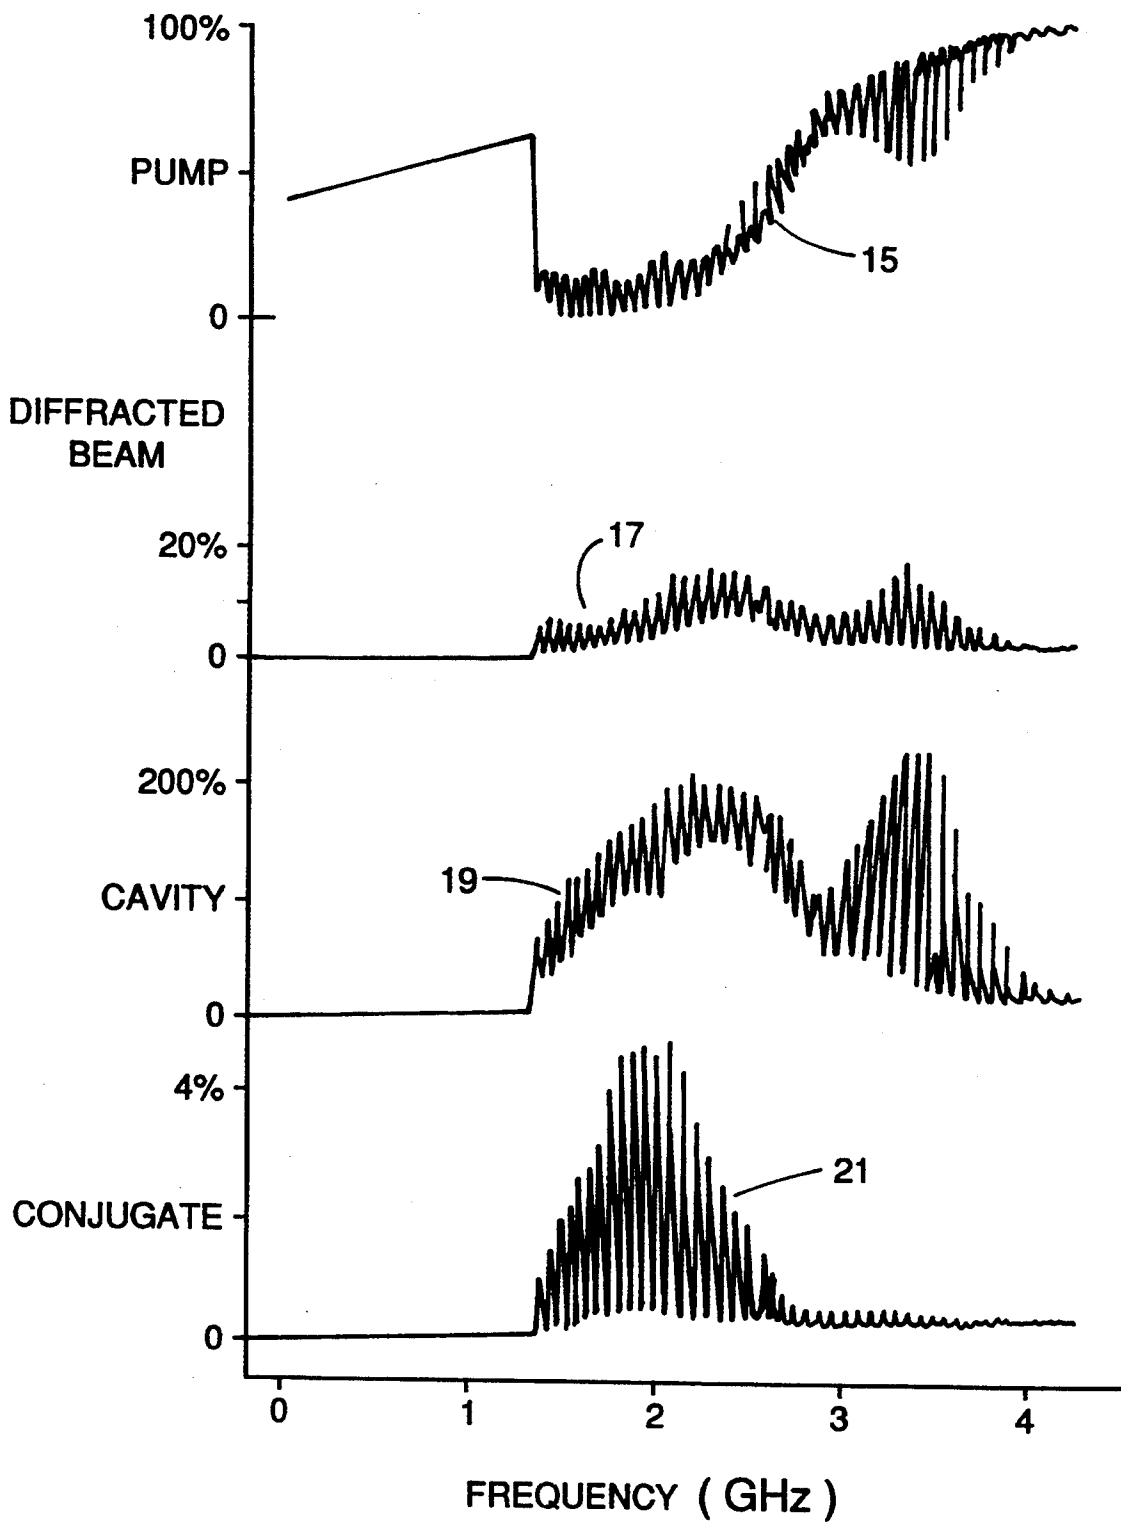 100%
PUMP
15
0
DIFFRACTED
BEAM
17
20%
0
200%
19
CAVITY
0
4%
21
CONJUGATE
0
0 1 2 3 4
FREQUENCY (GHz)